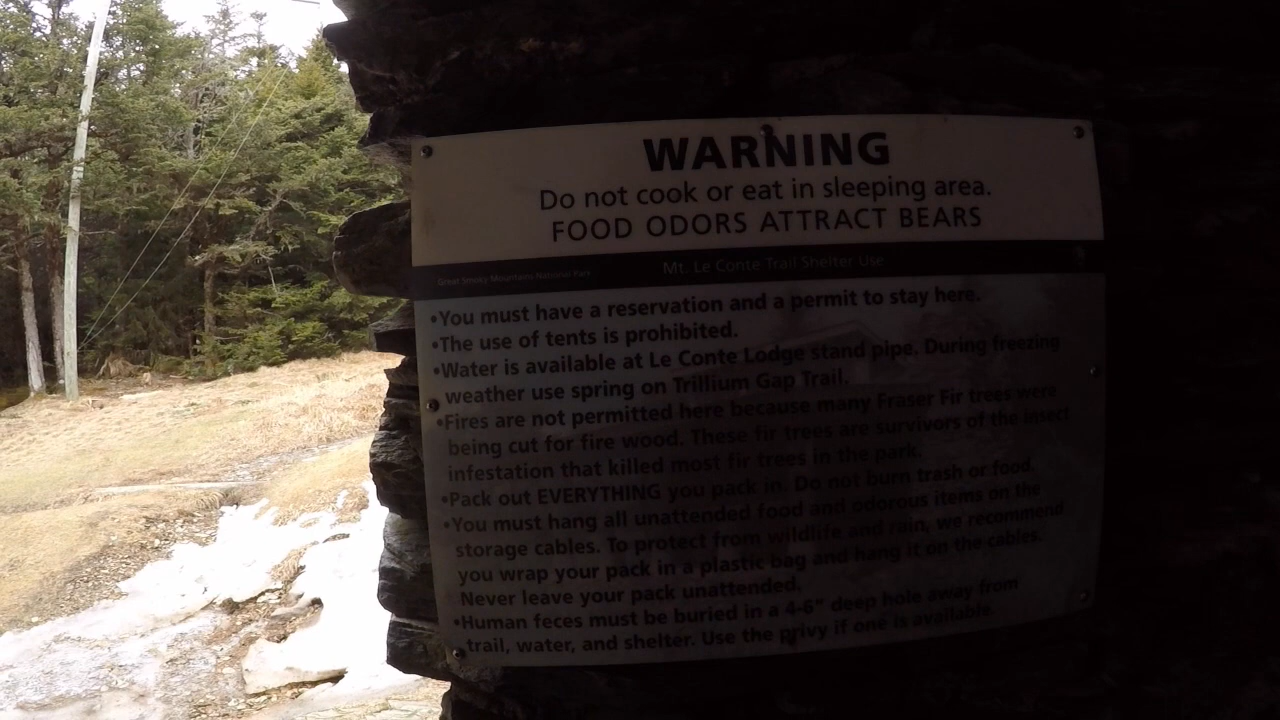 WARNING
Do not cook or eat in sleeping area.
FOOD ODORS ATTRACT BEARS
Great Smoky Mountains National Park
Mt. Le Conte Trail Shelter Use
•You must have a reservation and a permit to stay here.
•The use of tents is prohibited.
•Water is available at Le Conte Lodge stand pipe. During freezing
weather use spring on Trillium Gap Trail.
•Fires are not permitted here because many Fraser Fir trees were
being cut for fire wood. These fir trees are survivors of the insect
infestation that killed most fir trees in the park.
•Pack out EVERYTHING you pack in. Do not burn trash or food.
•You must hang all unattended food and odorous items on the
storage cables. To protect from wildlife and rain, we recommend
you wrap your pack in a plastic bag and hang it on the cables.
Never leave your pack unattended.
•Human feces must be buried in a 4-6" deep hole away from
trail, water, and shelter. Use the privy if one is available.